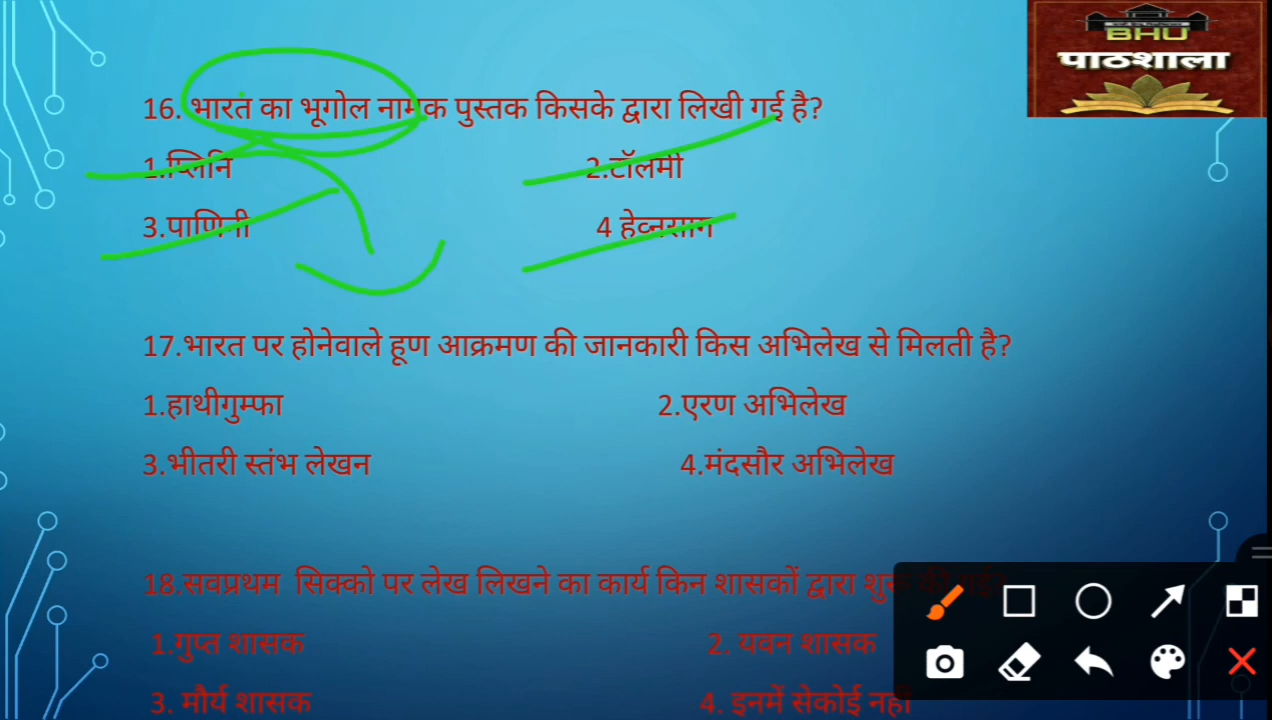 BHU
पाठशाला
16. भारत का भूगोल नामक पुस्तक किसके द्वारा लिखी गई है?
1.प्लिनि 2.टॉलमी
3.पाणिनी 4 हेव्नसाग
17.भारत पर होनेवाले हूण आक्रमण की जानकारी किस अभिलेख से मिलती है?
1.हाथीगुम्फा 2.एरण अभिलेख
3.भीतरी स्तंभ लेखन 4.मंदसौर अभिलेख
18.सवप्रथम सिक्को पर लेख लिखने का कार्य किन शासकों द्वारा
1.गुप्त शासक 2. यवन शासक
3. मौर्य शासक 4. इनमें सेकोई नहीं